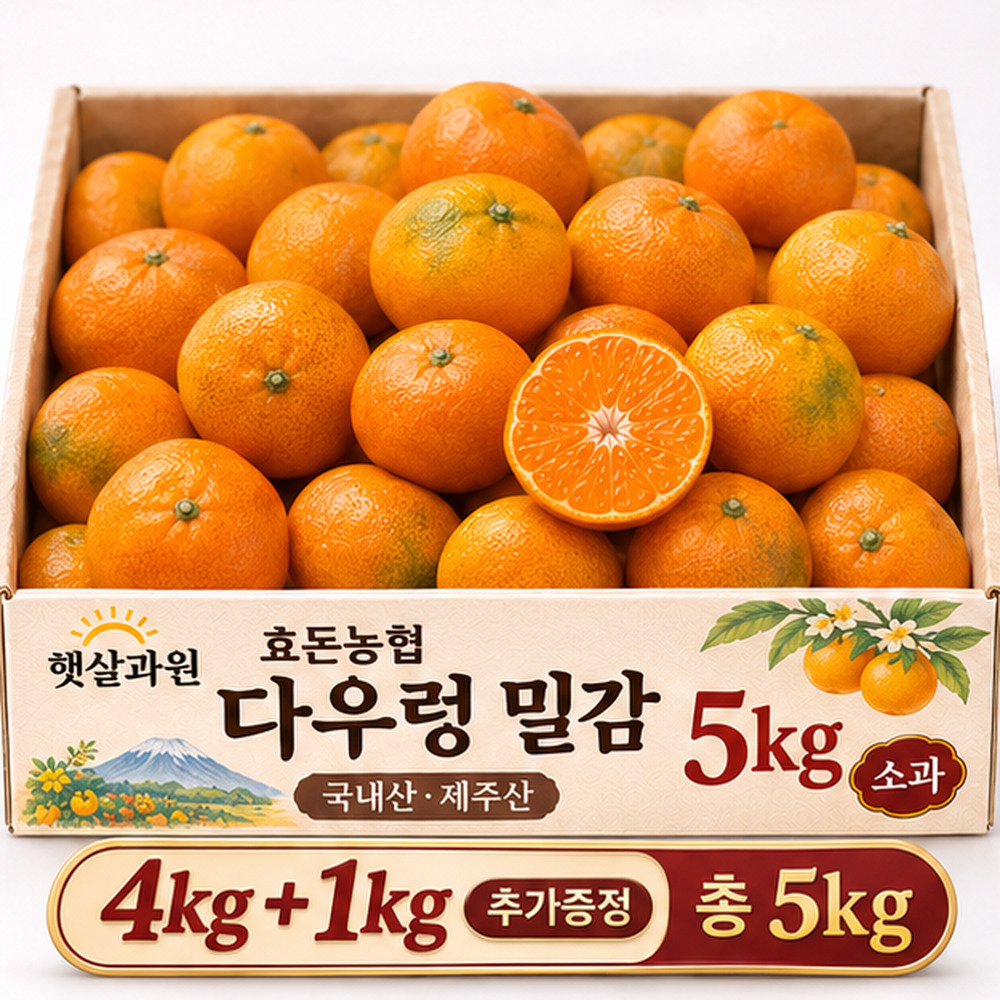 햇살과원
효돈농협
다우렁 밀감
5kg
소과
국내산·제주산
4kg+1kg 추가증정 총 5kg